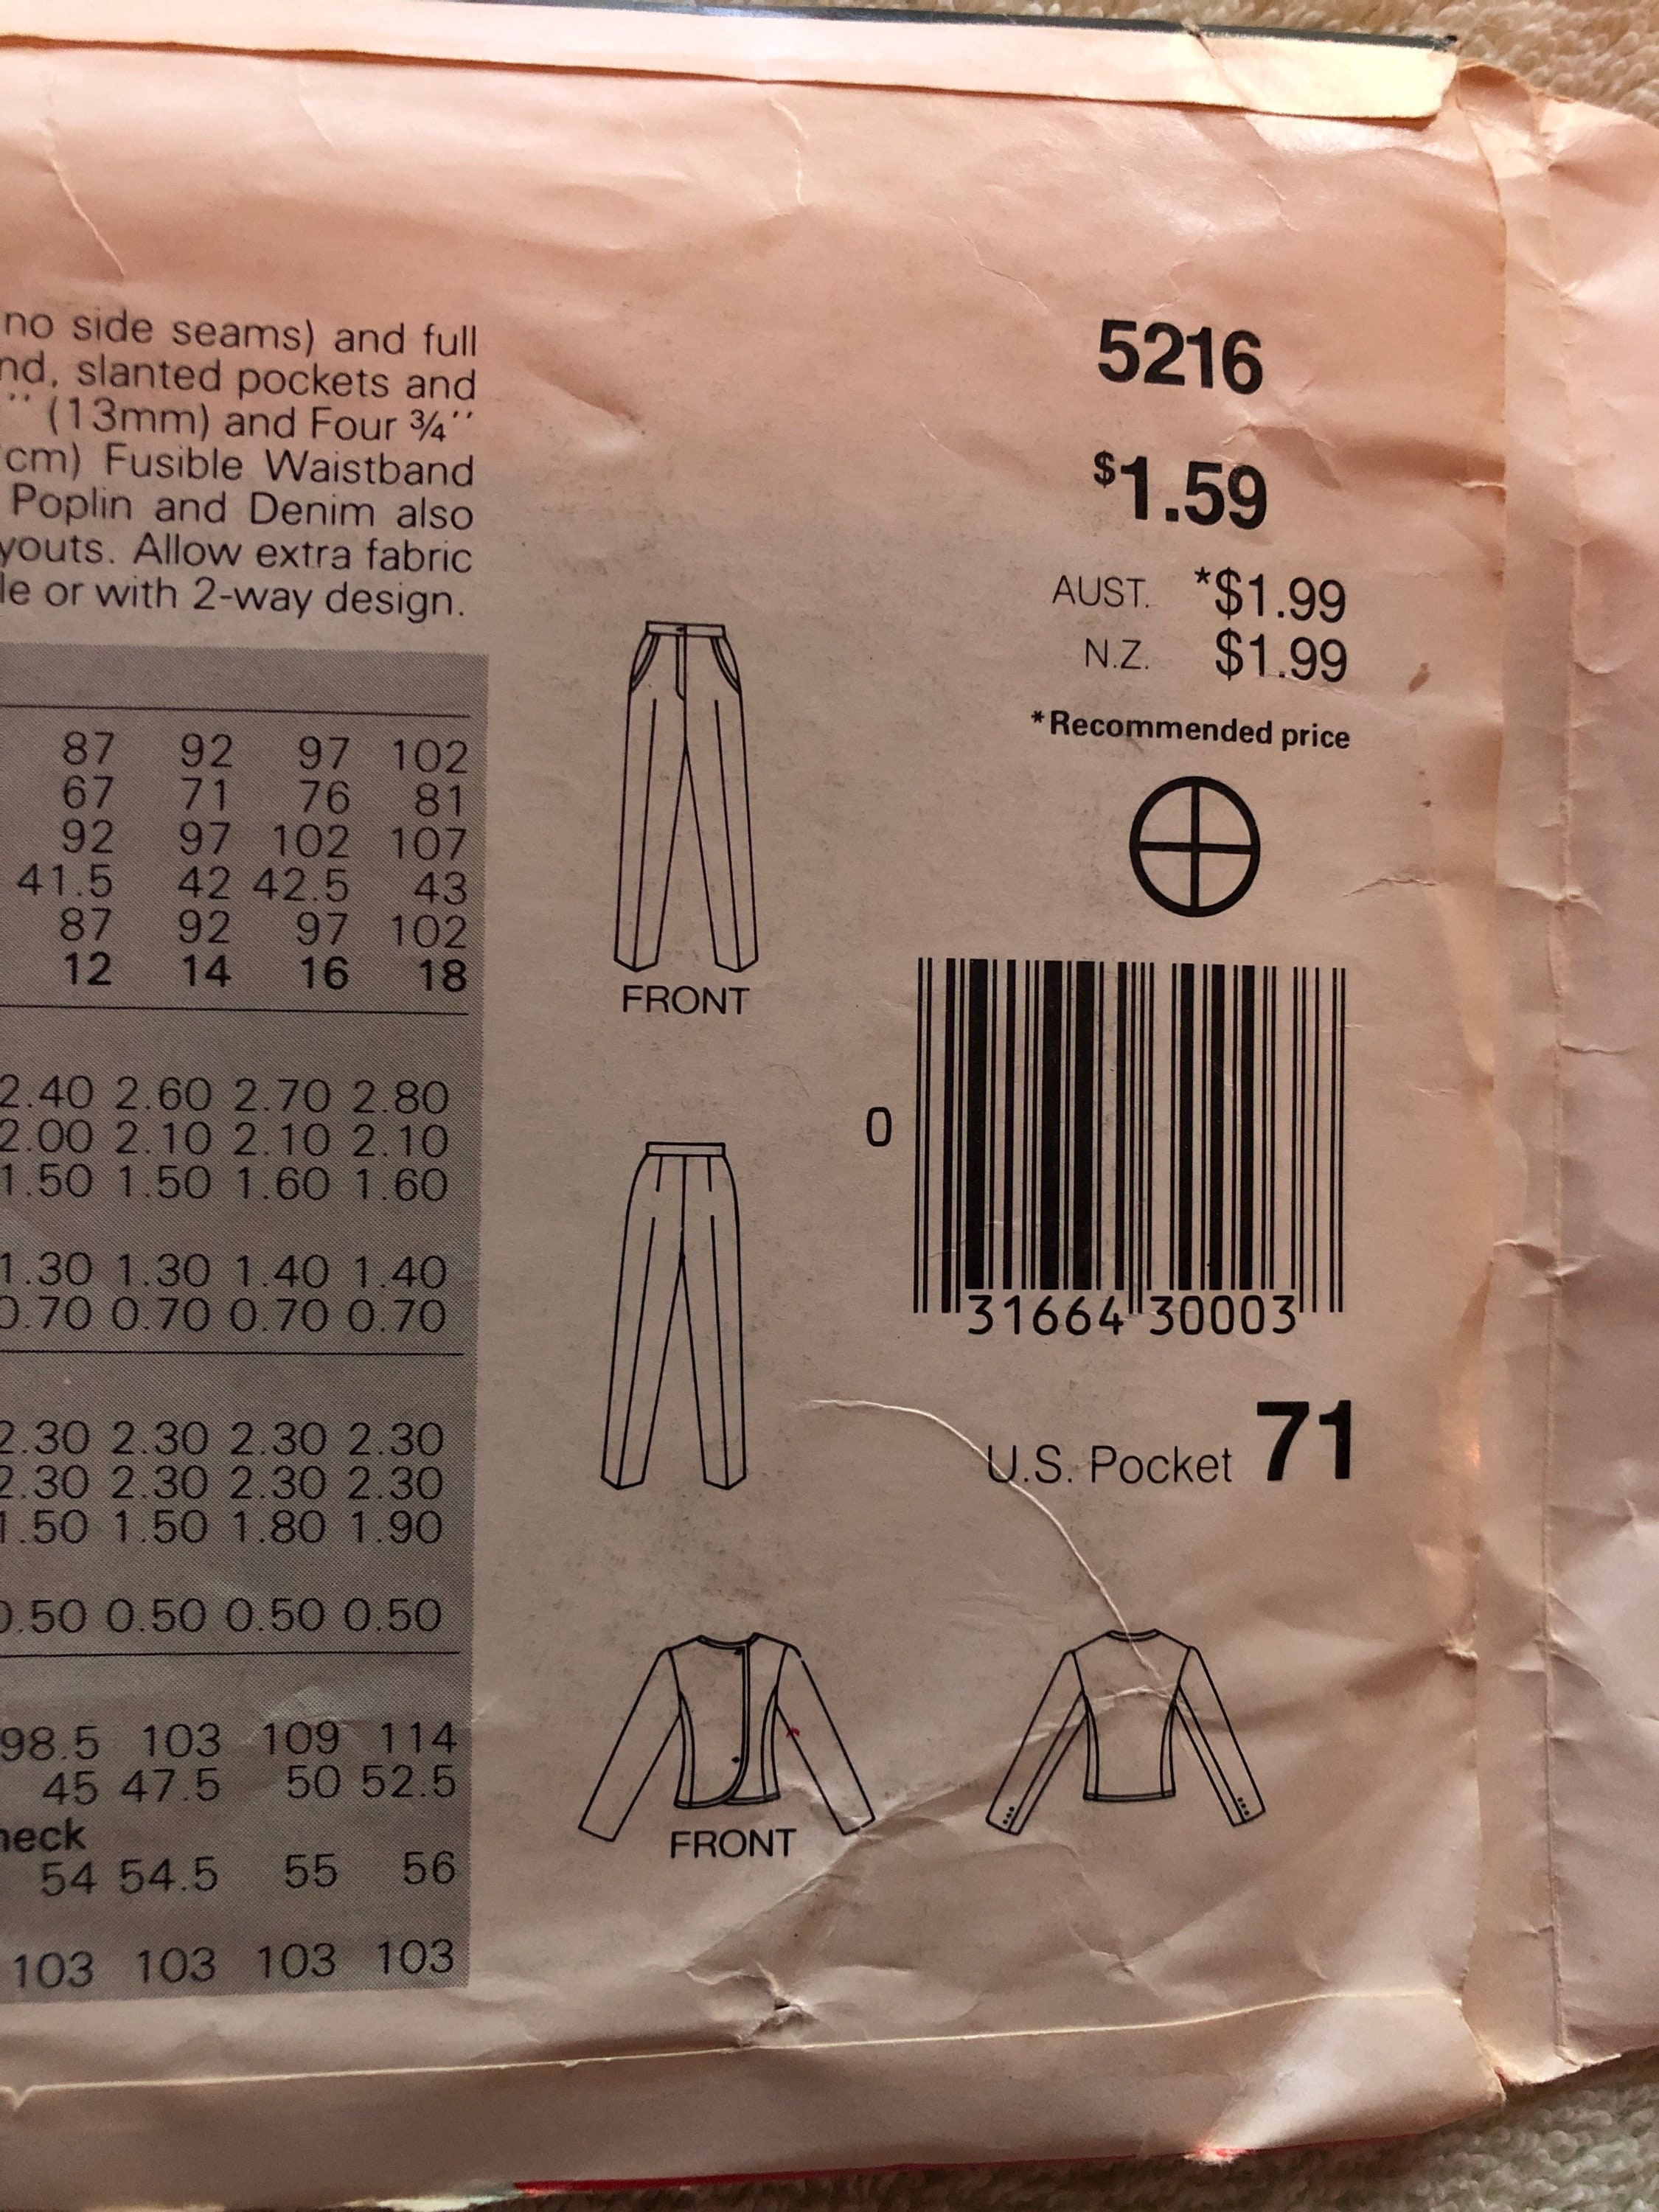 no side seams) and full
slanted pockets and
'' (13mm) and Four ¾''
cm) Fusible Waistband
Poplin and Denim also
Allow extra fabric
or with 2-way design.
87 92 97 102
67 71 76 81
92 97 102 107
41.5 42 42.5 43
87 92 97 102
12 14 16 18
2.40 2.60 2.70 2.80
2.00 2.10 2.10 2.10
1.50 1.50 1.60 1.60
1.30 1.30 1.40 1.40
0.70 0.70 0.70 0.70
2.30 2.30 2.30 2.30
2.30 2.30 2.30 2.30
1.50 1.50 1.80 1.90
0.50 0.50 0.50 0.50
98.5 103 109 114
45 47.5 50 52.5
54 54.5 55 56
103 103 103 103
FRONT
FRONT
5216
$1.59
AUST. *$1.99
N.Z. $1.99
*Recommended price
0 31664 30003
U.S. Pocket 71